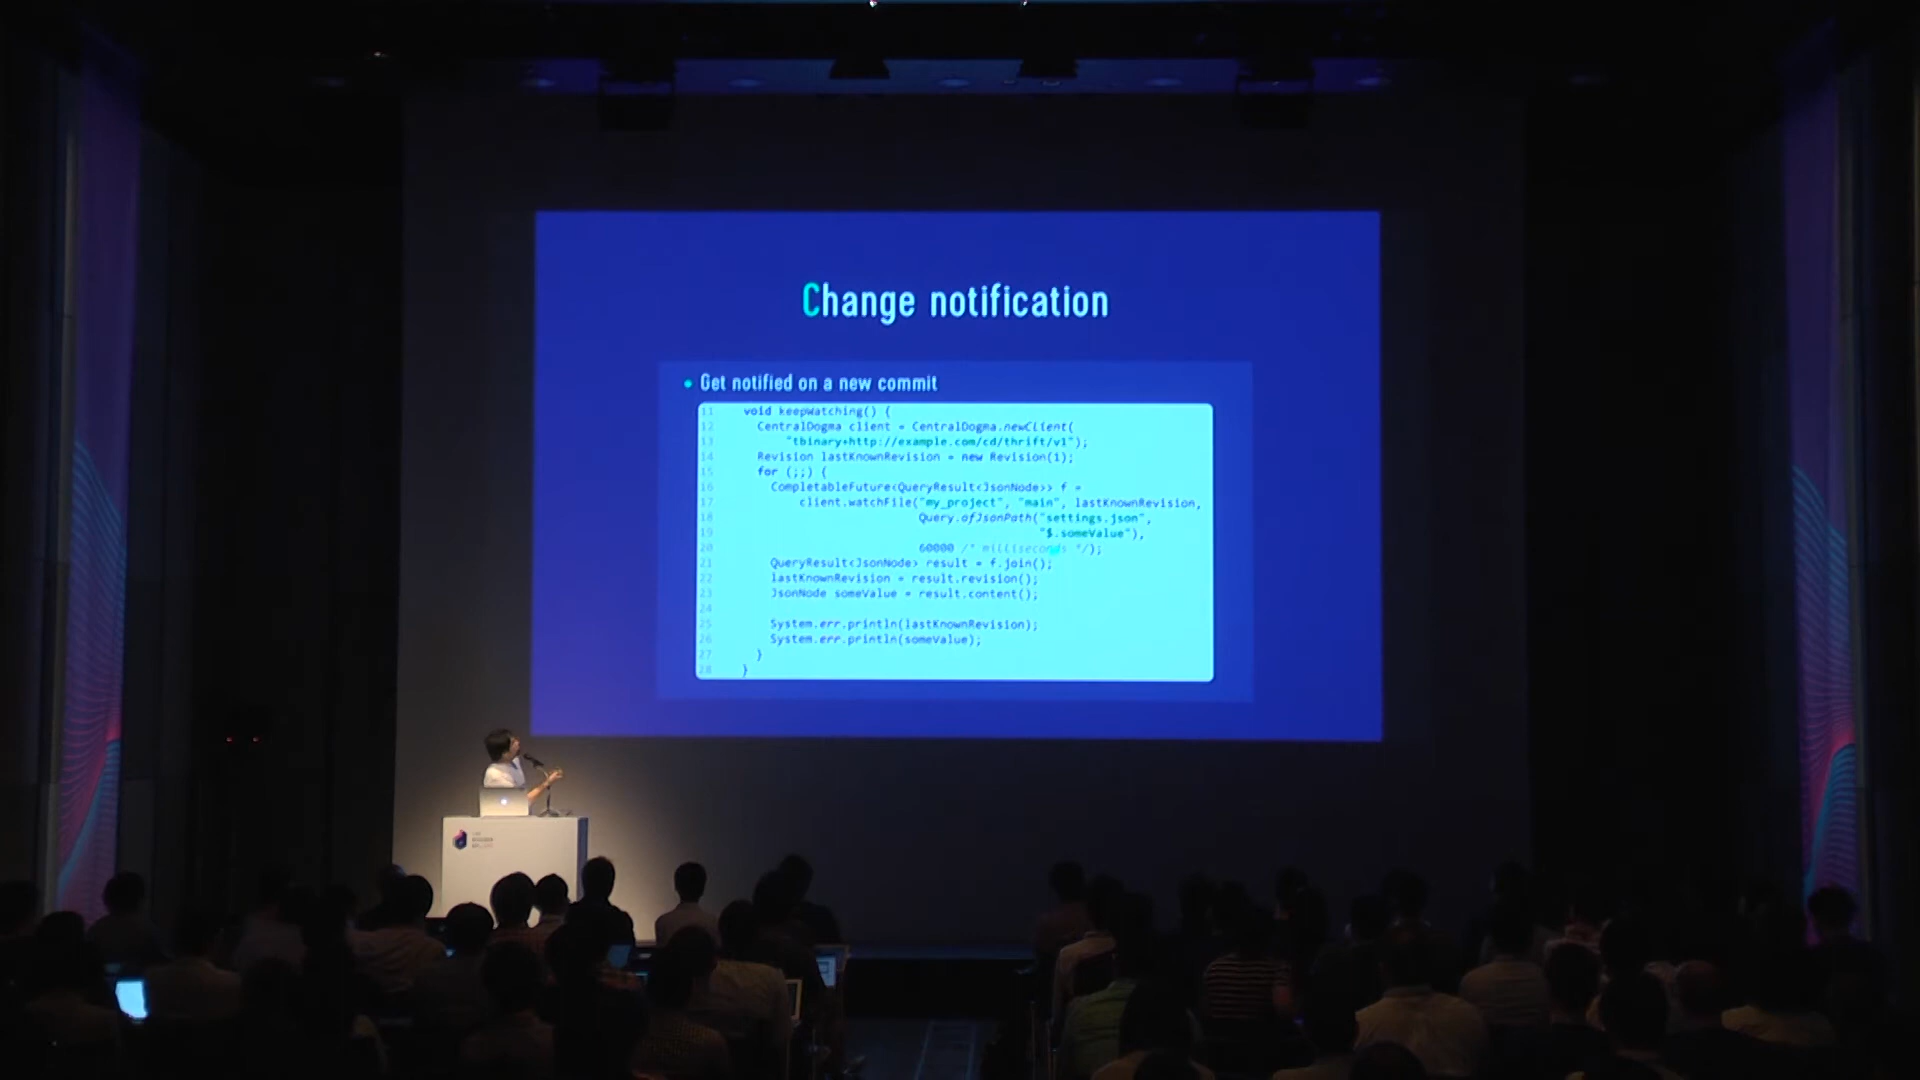 Change notification
• Get notified on a new commit
11 void keepWatching() {
12 CentralDogma client = CentralDogma.newClient(
13 "tbinary+http://example.com/cd/thrift/v1");
14 Revision lastKnownRevision = new Revision(1);
15 for (;;) {
16 CompletableFuture<QueryResult<JsonNode>> f =
17 client.watchFile("my_project", "main", lastKnownRevision,
18 Query.ofJsonPath("settings.json",
19 "$.someValue"),
20 60000 /* milliseconds */);
21 QueryResult<JsonNode> result = f.join();
22 lastKnownRevision = result.revision();
23 JsonNode someValue = result.content();
24
25 System.err.println(lastKnownRevision);
26 System.err.println(someValue);
27 }
28 }